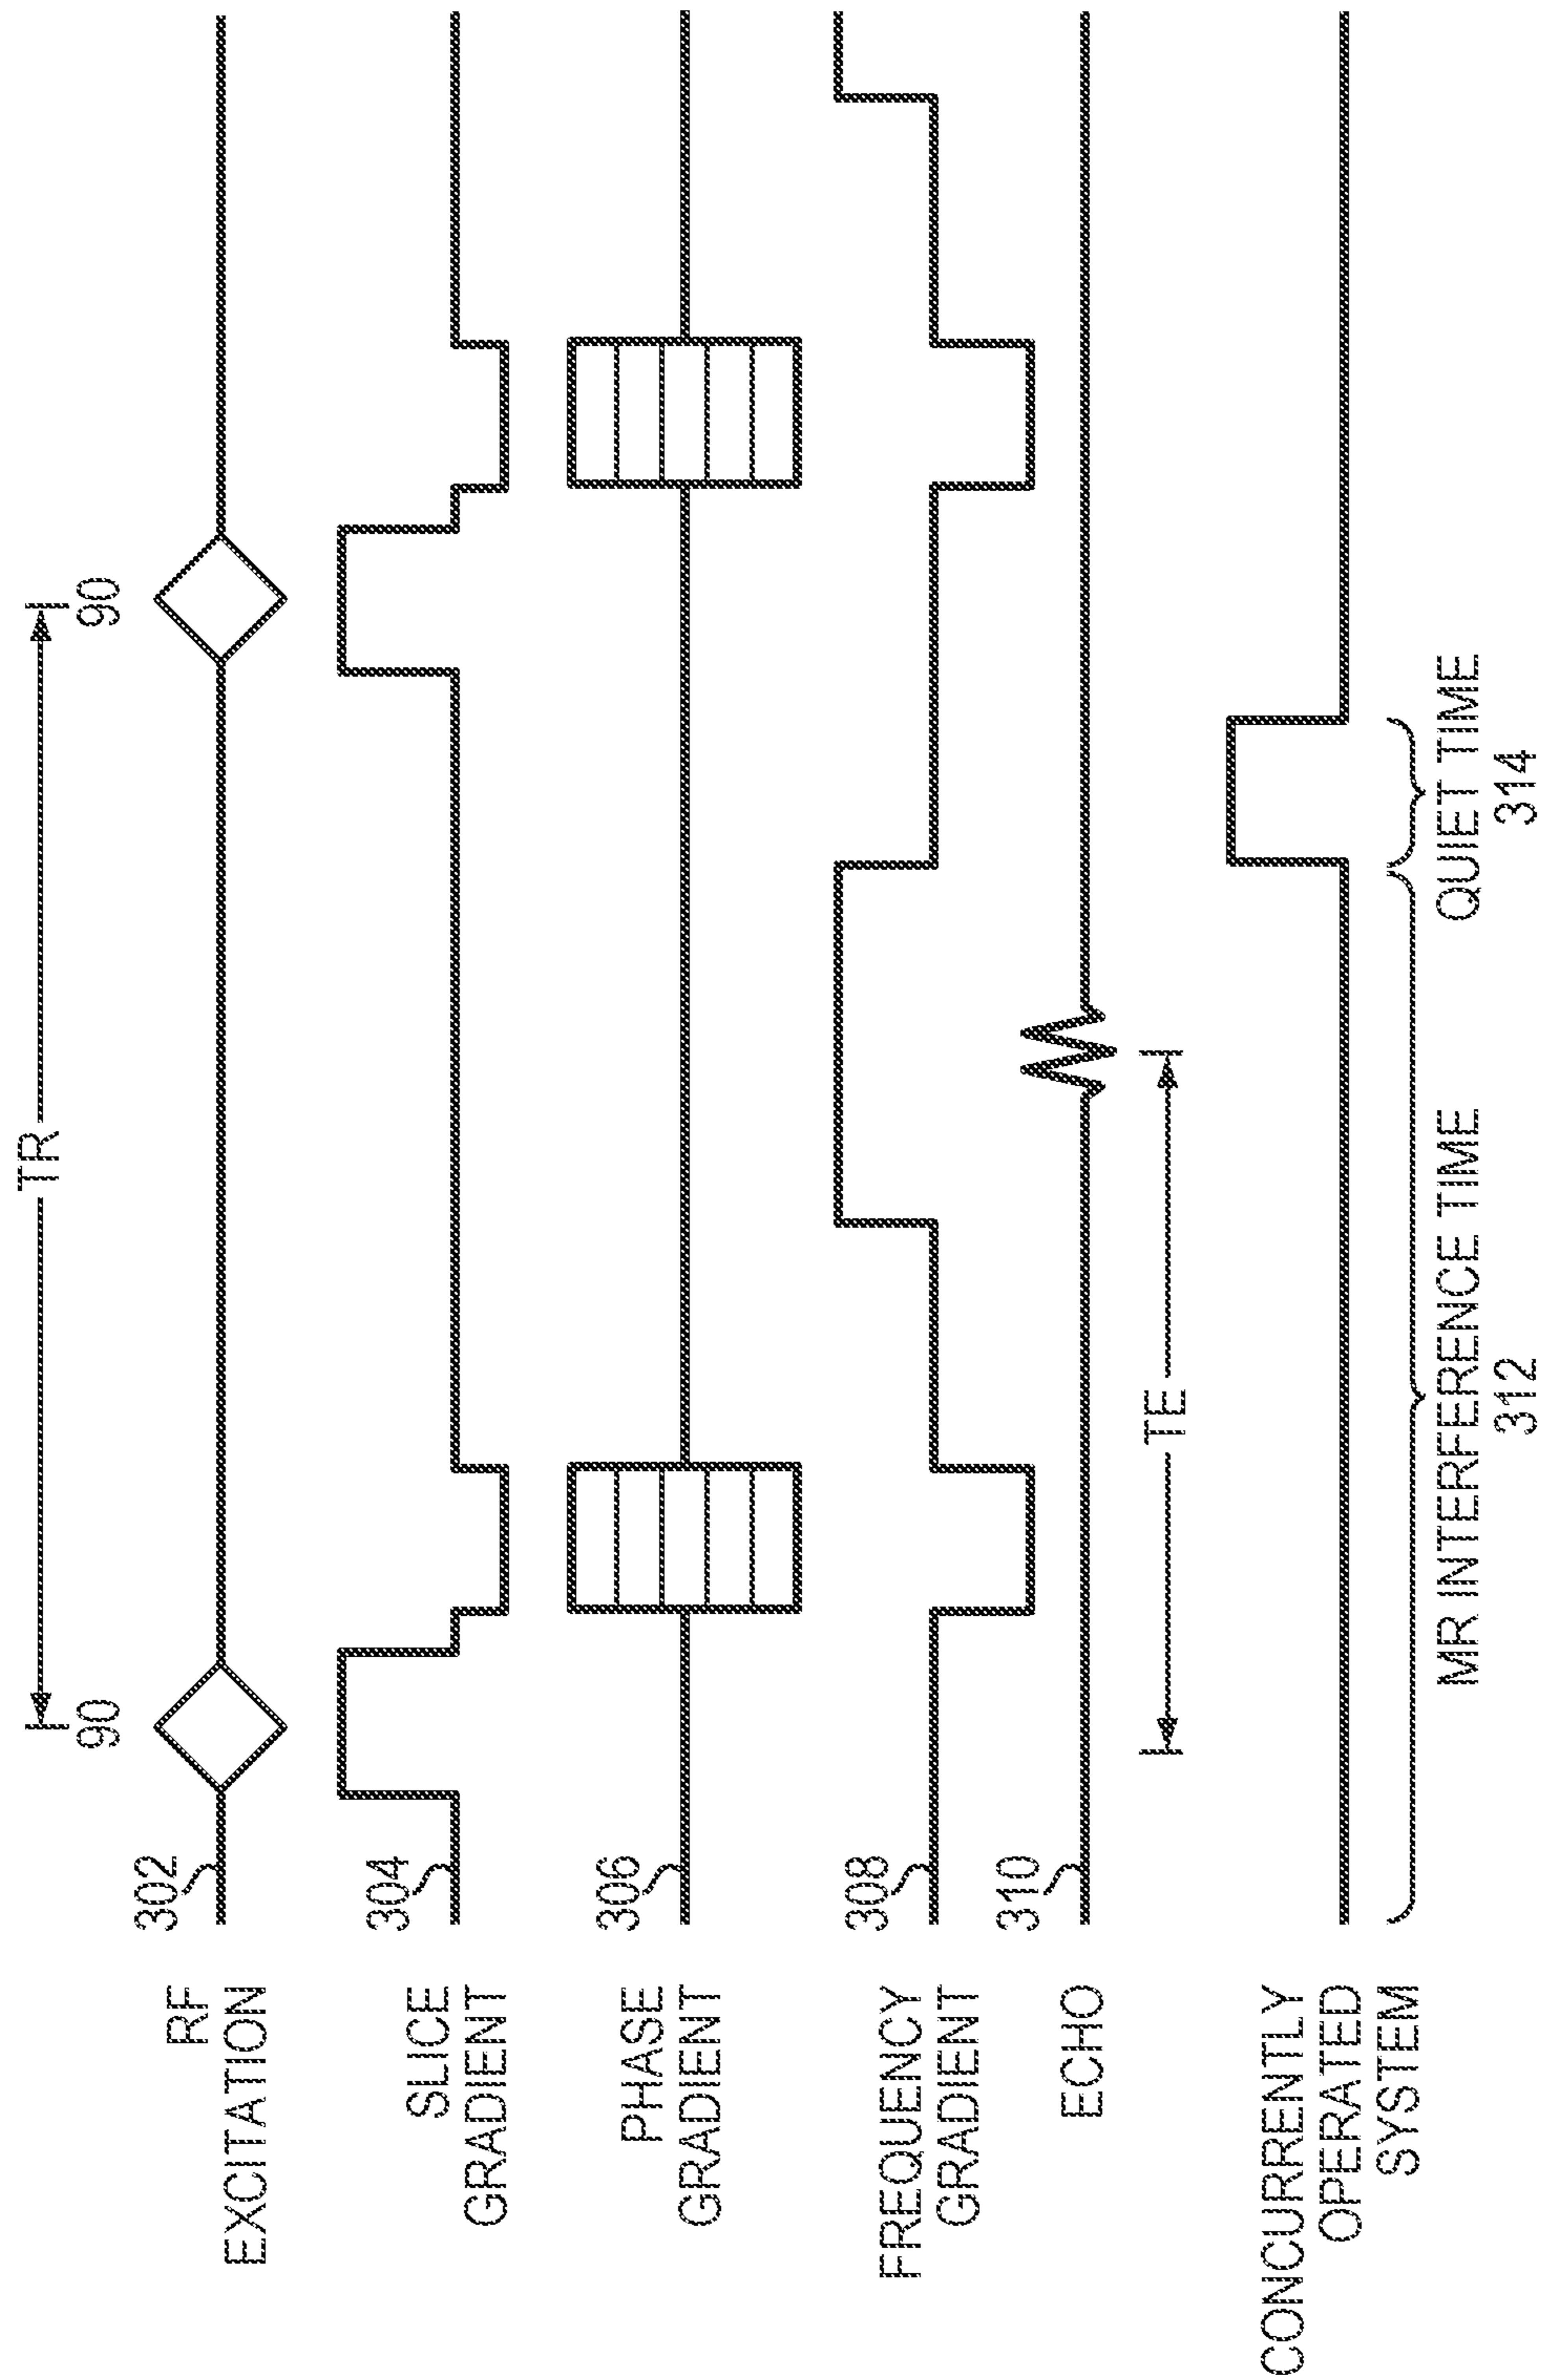 TR
90
90
302
RF
EXCITATION
304
SLICE
GRADIENT
306
PHASE
GRADIENT
308
FREQUENCY
GRADIENT
310
ECHO
TE
CONCURRENTLY
OPERATED
SYSTEM
MR INTERFERENCE TIME
312
QUIET TIME
314